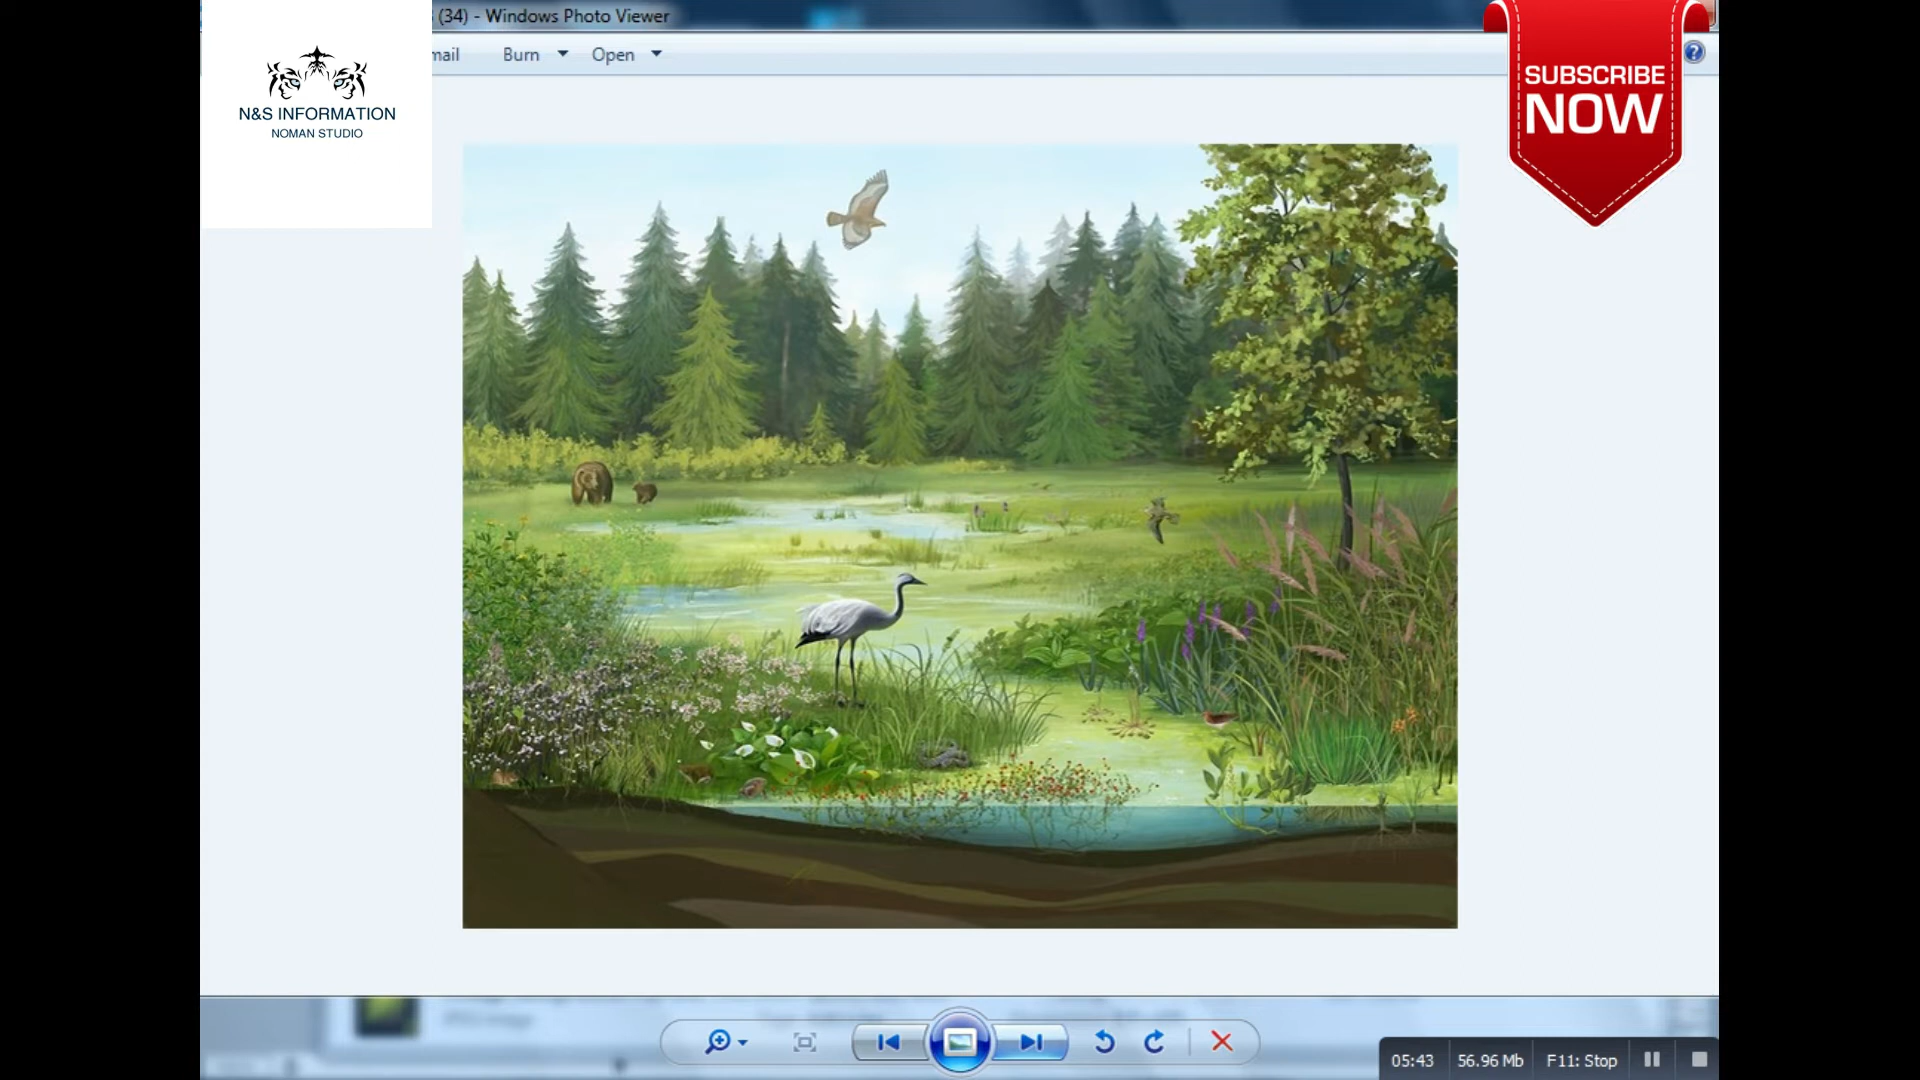 (34) - Windows Photo Viewer
mail
Burn
Open
N&S INFORMATION
NOMAN STUDIO
SUBSCRIBE
NOW
?
05:43
56.96 Mb
F11: Stop